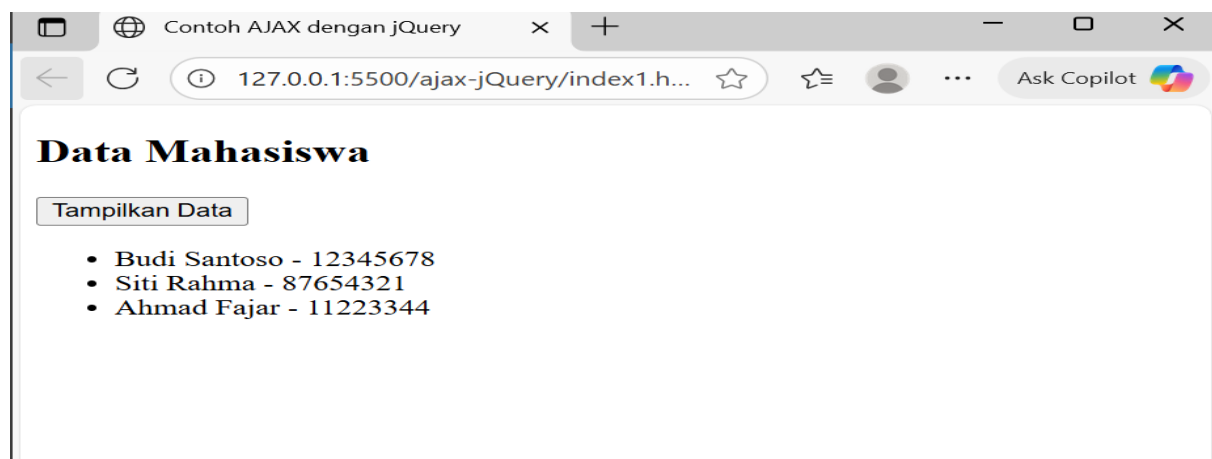 Contoh AJAX dengan jQuery
127.0.0.1:5500/ajax-jQuery/index1.h...
Ask Copilot
Data Mahasiswa
Tampilkan Data
Budi Santoso - 12345678
Siti Rahma - 87654321
Ahmad Fajar - 11223344